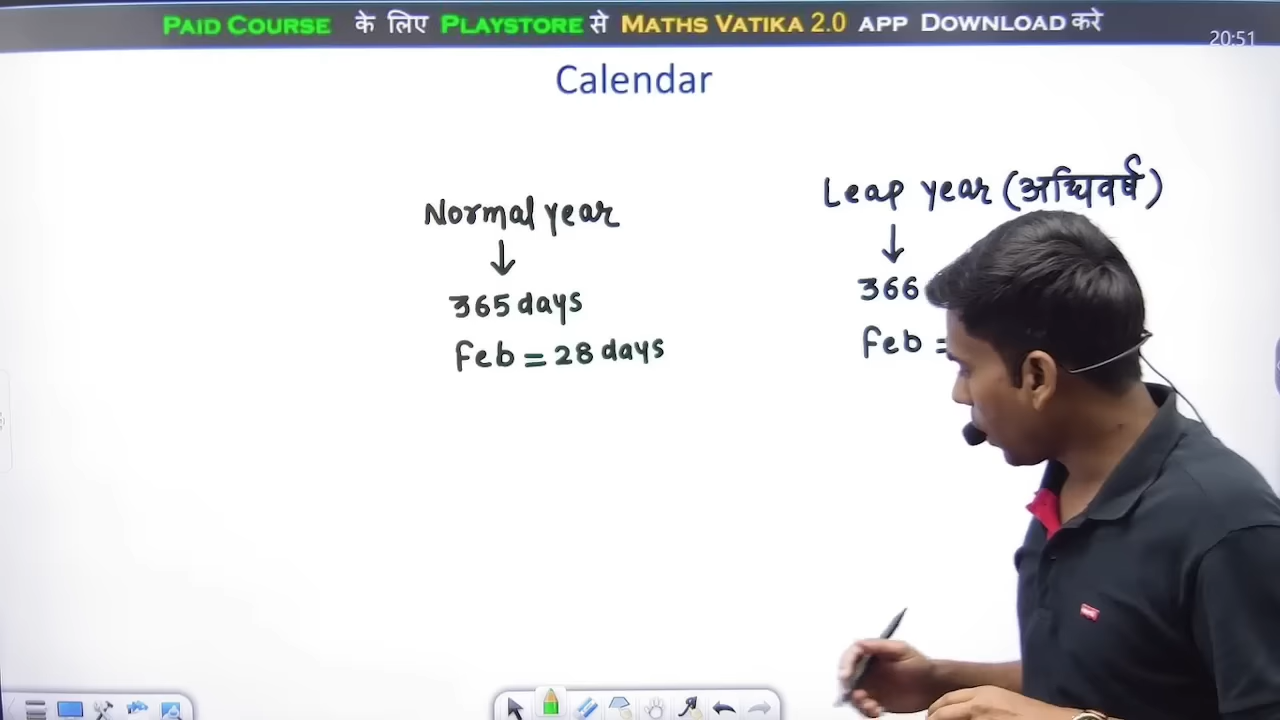 PAID COURSE के लिए PLAYSTORE से MATHS VATIKA 2.0 APP DOWNLOAD करे
20:51
Calendar
Normal year
↓
365 days
Feb = 28 days
Leap year (अधिवर्ष)
↓
366
Feb =